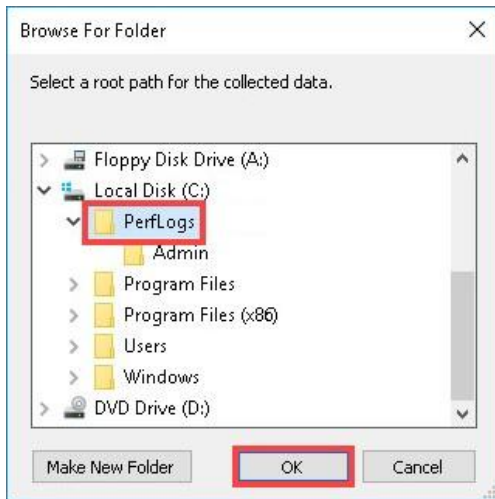 Browse For Folder
Select a root path for the collected data.
Floppy Disk Drive (A:)
Local Disk (C:)
PerfLogs
Admin
Program Files
Program Files (x86)
Users
Windows
DVD Drive (D:)
Make New Folder OK Cancel